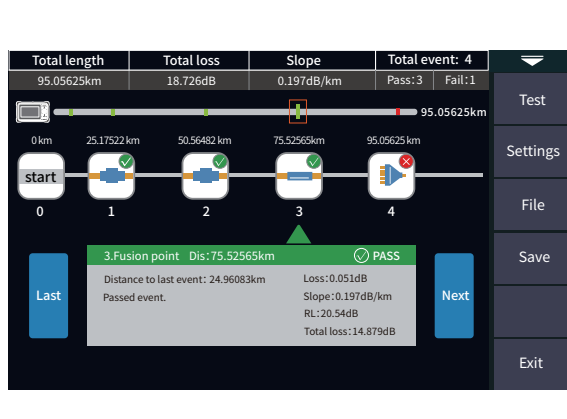 Total length Total loss Slope Total event: 4
95.05625km 18.726dB 0.197dB/km Pass:3 Fail:1
95.05625km
0km 25.17522 km 50.56482 km 75.52565km 95.05625 km
start
0 1 2 3 4
3.Fusion point Dis:75.52565km PASS
Distance to last event: 24.96083km
Passed event.
Loss:0.051dB
Slope:0.197dB/km
RL:20.54dB
Total loss:14.879dB
Last
Next
Test
Settings
File
Save
Exit